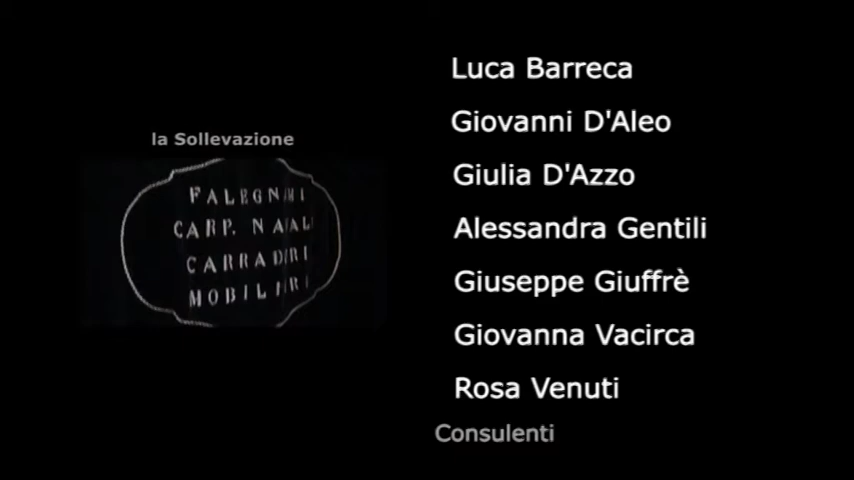 la Sollevazione
FALEGNAMI
CARP. NAVALI
CARRADORI
MOBILIERI
Luca Barreca
Giovanni D'Aleo
Giulia D'Azzo
Alessandra Gentili
Giuseppe Giuffrè
Giovanna Vacirca
Rosa Venuti
Consulenti